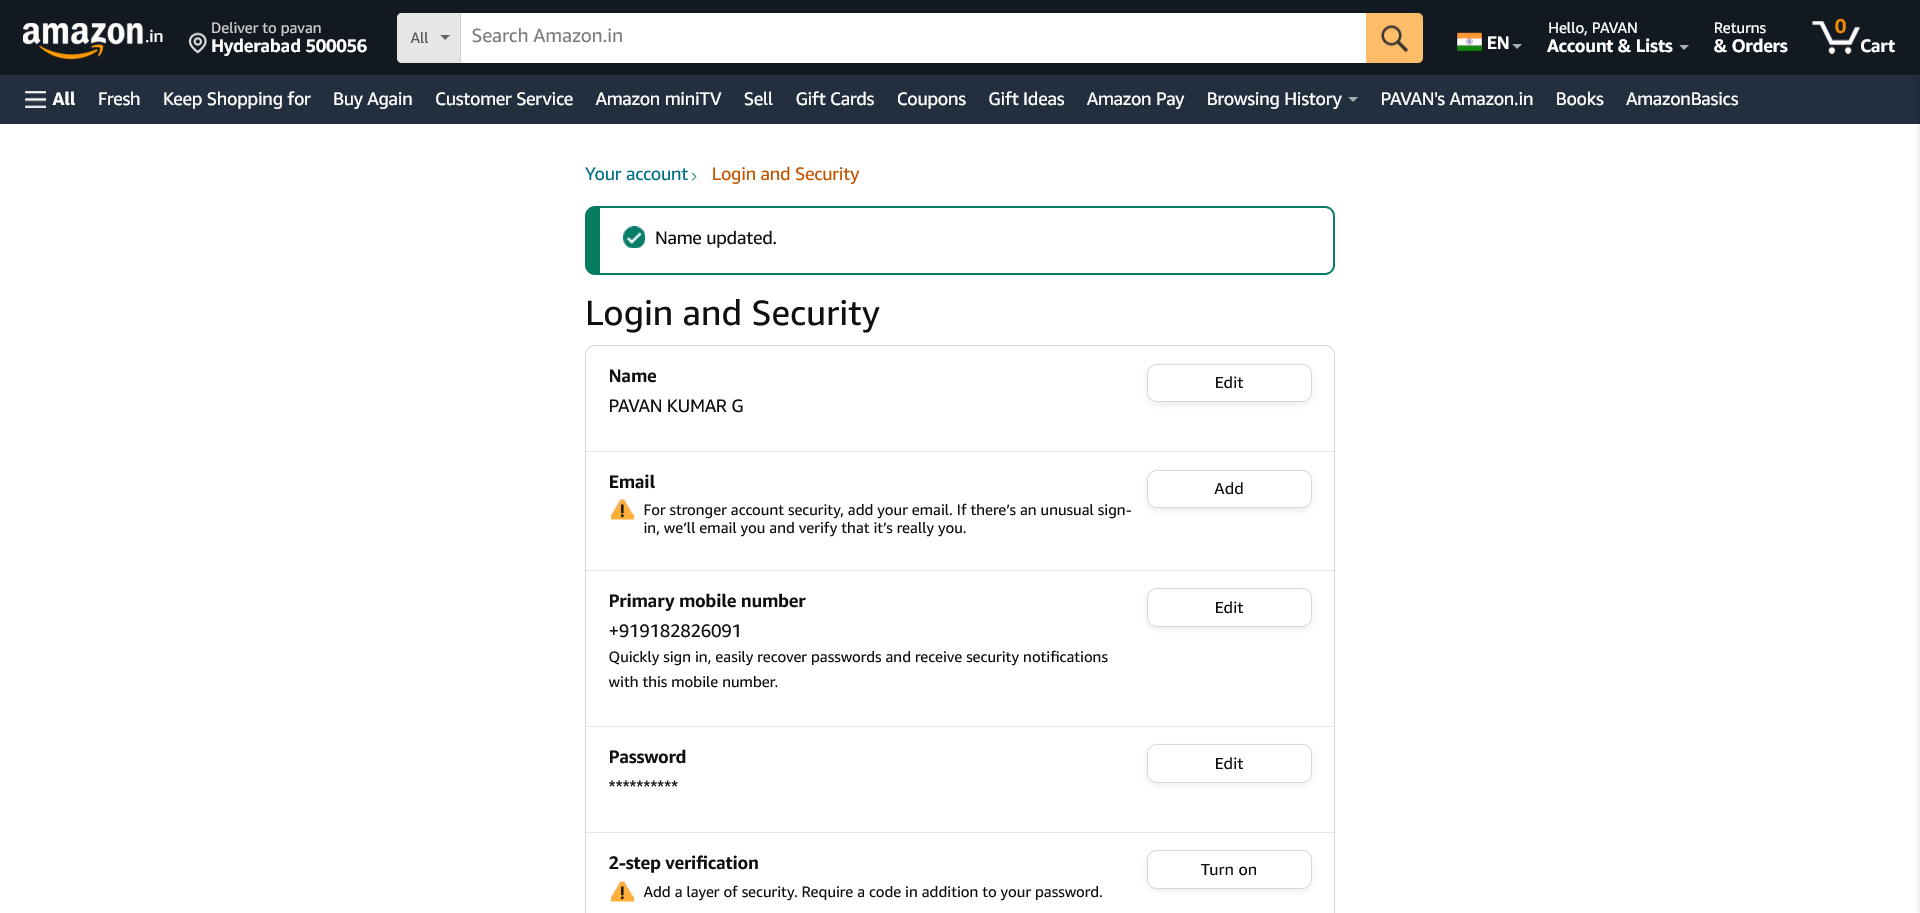 amazon.in
Deliver to pavan
Hyderabad 500056
All
Search Amazon.in
EN
Hello, PAVAN
Account & Lists
Returns
& Orders
0
Cart
All Fresh Keep Shopping for Buy Again Customer Service Amazon miniTV Sell Gift Cards Coupons Gift Ideas Amazon Pay Browsing History PAVAN's Amazon.in Books AmazonBasics
Your account › Login and Security
Name updated.
Login and Security
Name
PAVAN KUMAR G
Edit
Email
For stronger account security, add your email. If there's an unusual sign-
in, we'll email you and verify that it's really you.
Add
Primary mobile number
+919182826091
Quickly sign in, easily recover passwords and receive security notifications
with this mobile number.
Edit
Password
**********
Edit
2-step verification
Add a layer of security. Require a code in addition to your password.
Turn on